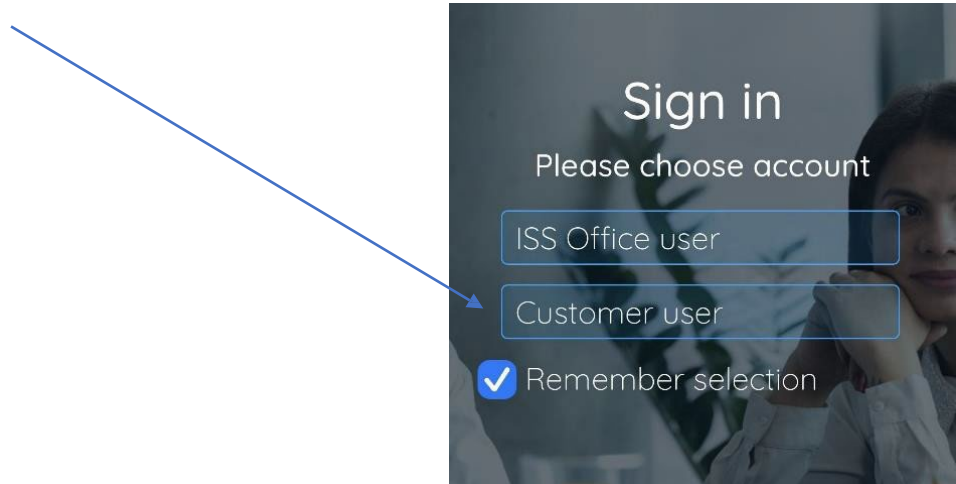 Sign in
Please choose account
ISS Office user
Customer user
Remember selection